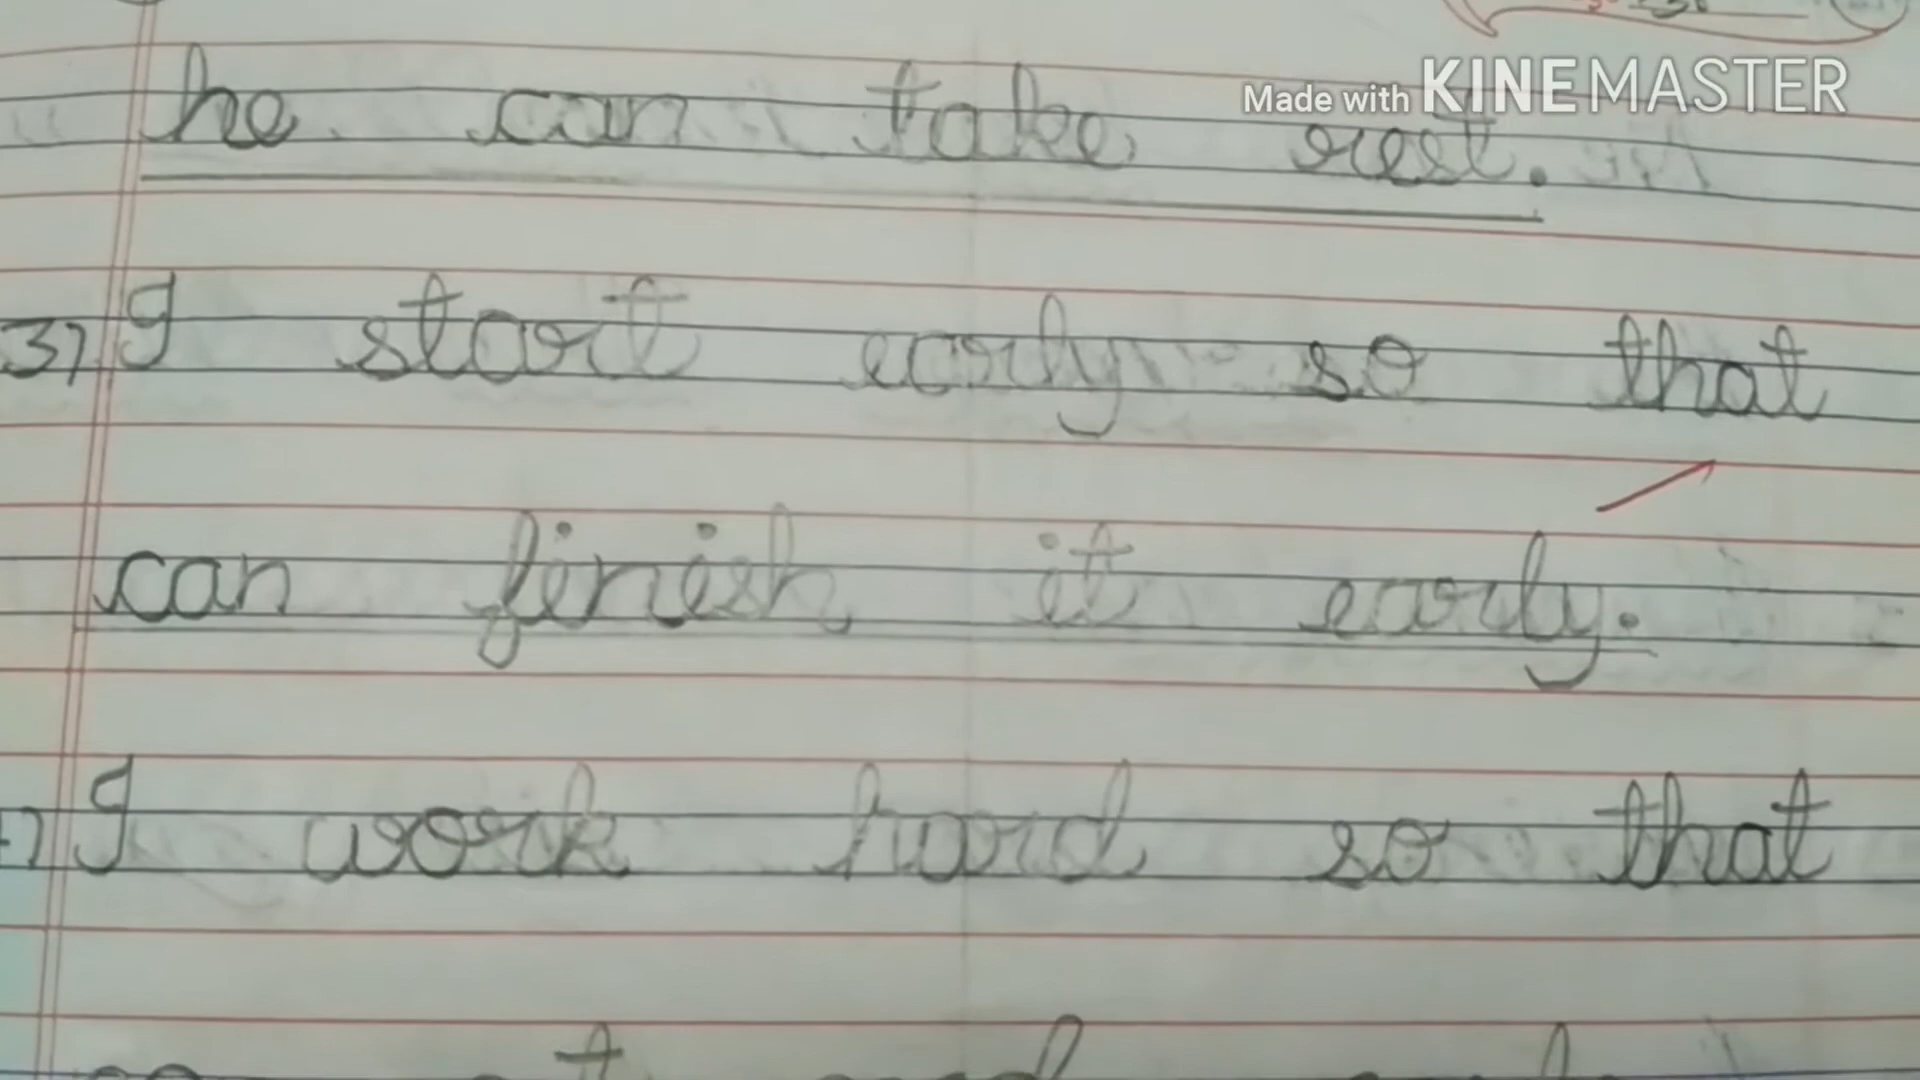 Made with KINEMASTER
he can take rest.
3) I start early so that
can finish it early.
I work hard so that